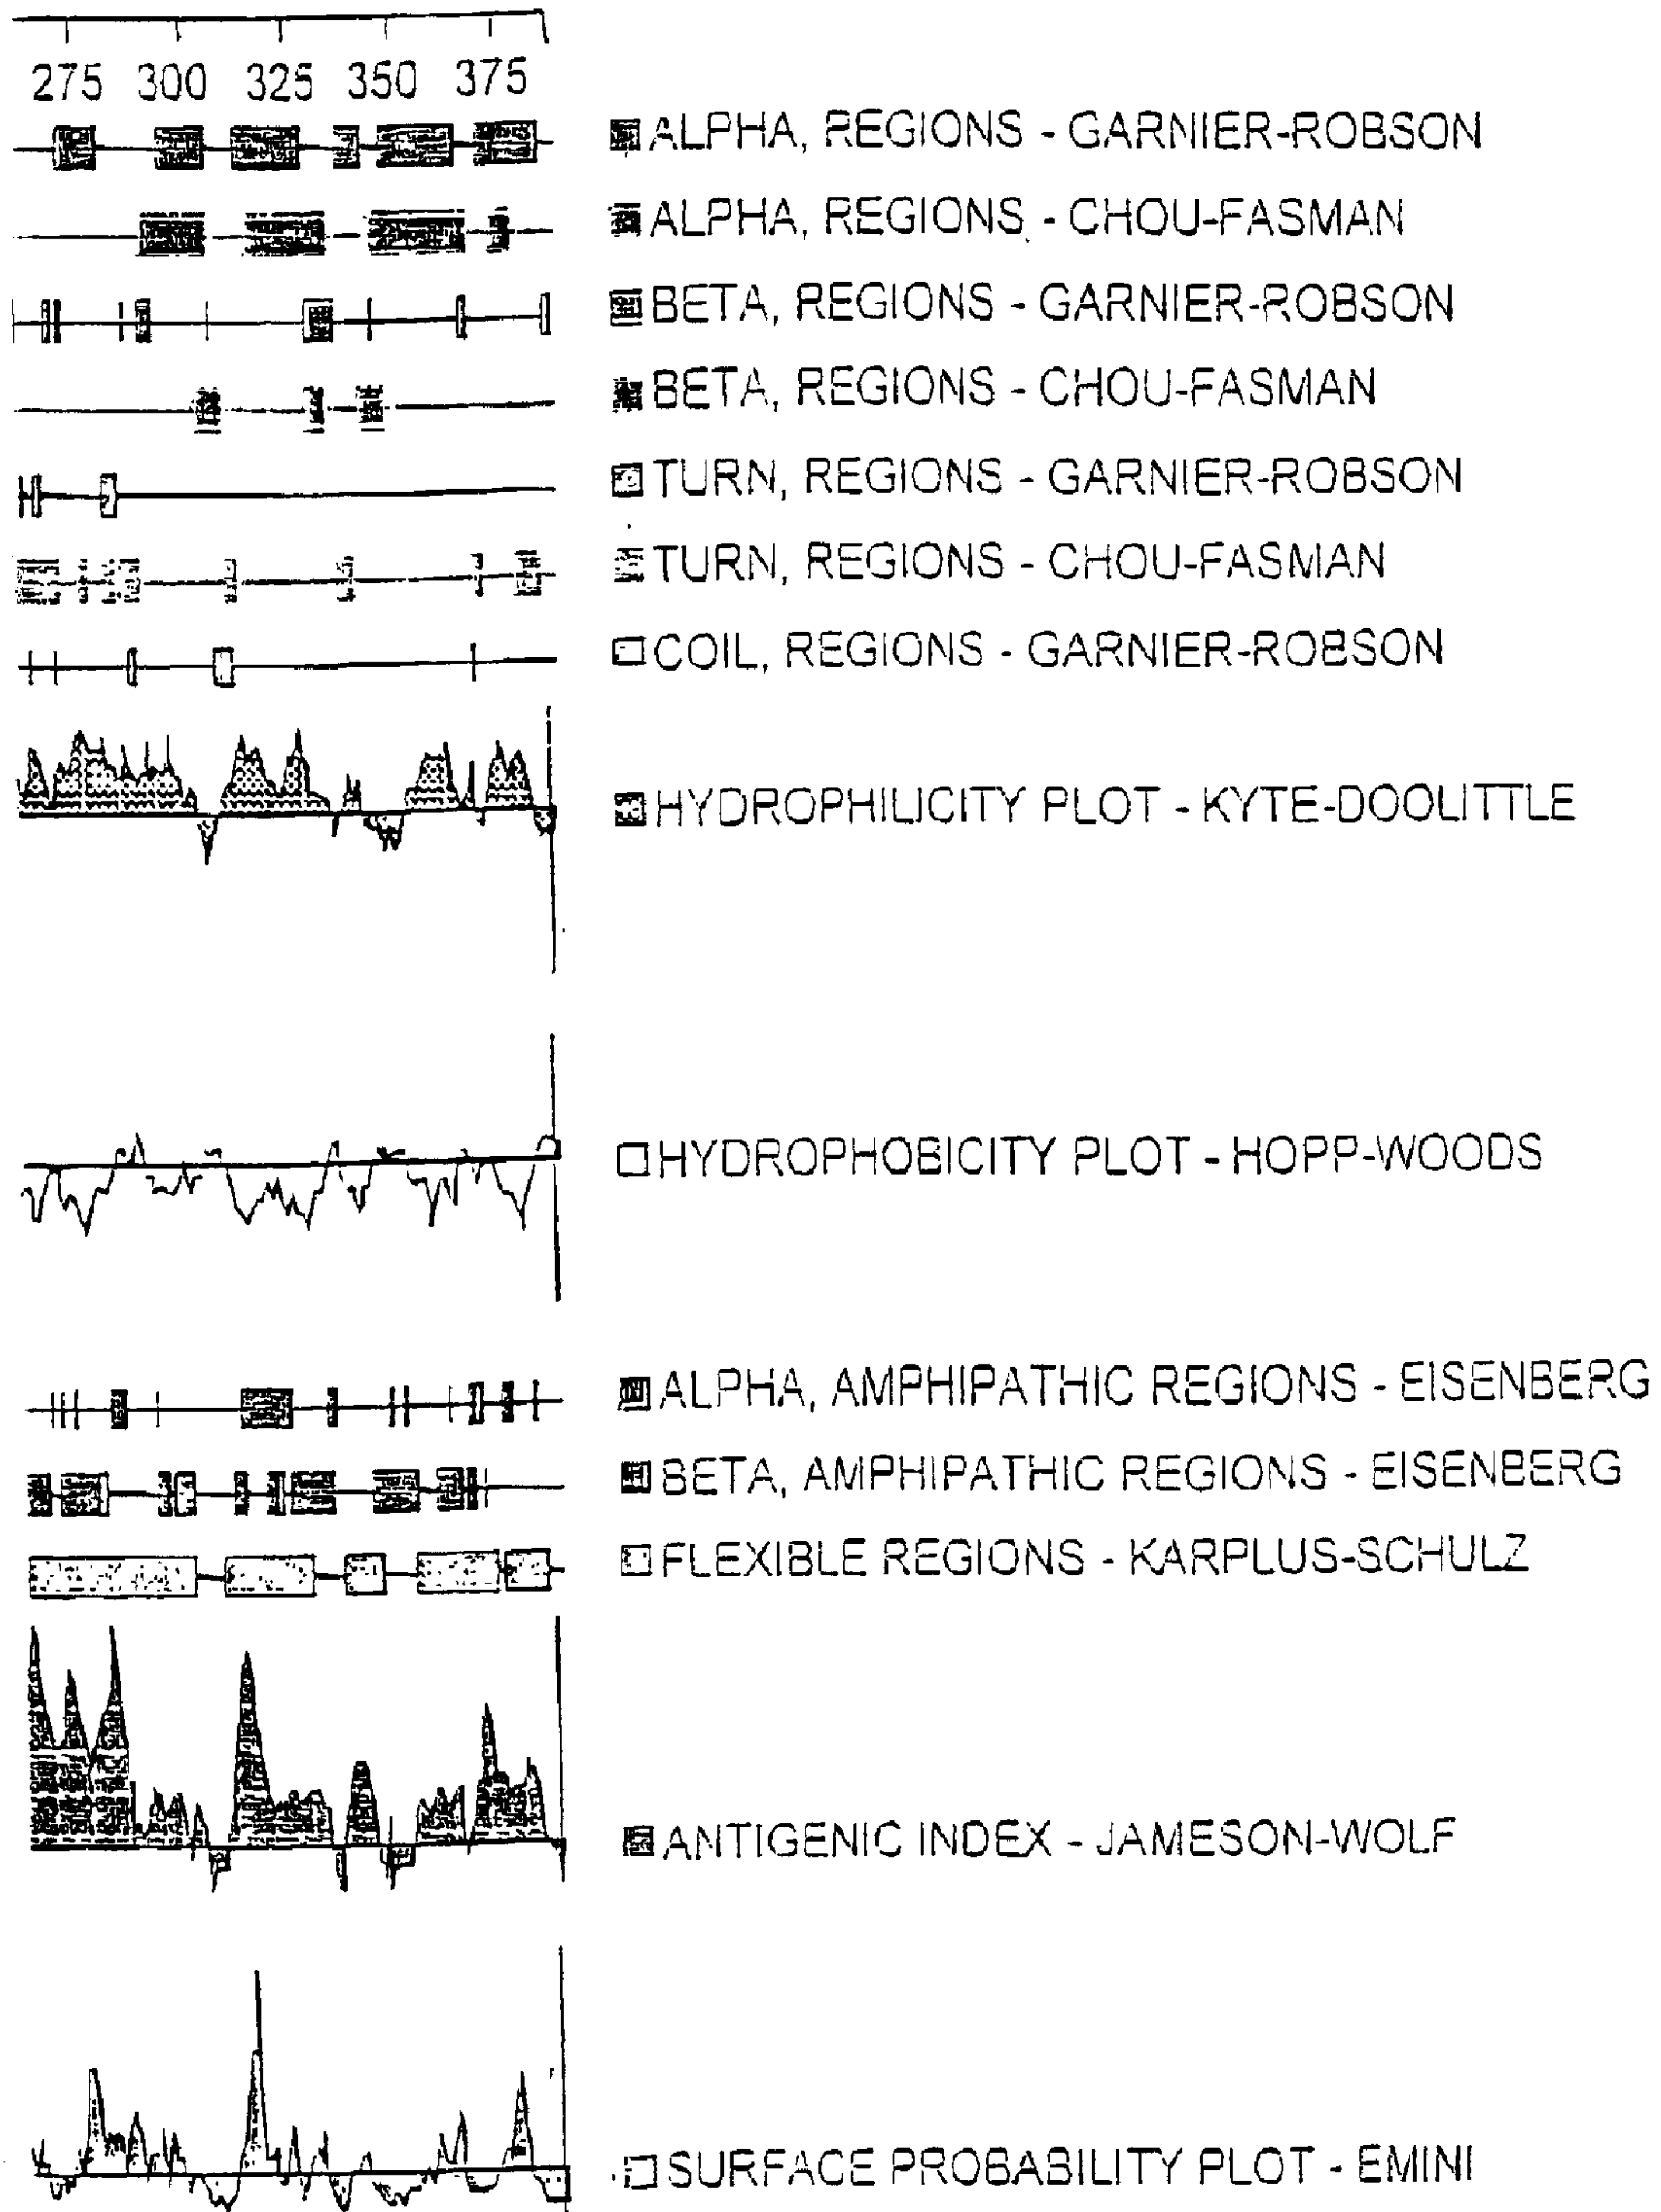 275 300 325 350 375
ALPHA, REGIONS - GARNIER-ROBSON
ALPHA, REGIONS - CHOU-FASMAN
BETA, REGIONS - GARNIER-ROBSON
BETA, REGIONS - CHOU-FASMAN
TURN, REGIONS - GARNIER-ROBSON
TURN, REGIONS - CHOU-FASMAN
COIL, REGIONS - GARNIER-ROBSON
HYDROPHILICITY PLOT - KYTE-DOOLITTLE
HYDROPHOBICITY PLOT - HOPP-WOODS
ALPHA, AMPHIPATHIC REGIONS - EISENBERG
BETA, AMPHIPATHIC REGIONS - EISENBERG
FLEXIBLE REGIONS - KARPLUS-SCHULZ
ANTIGENIC INDEX - JAMESON-WOLF
SURFACE PROBABILITY PLOT - EMINI